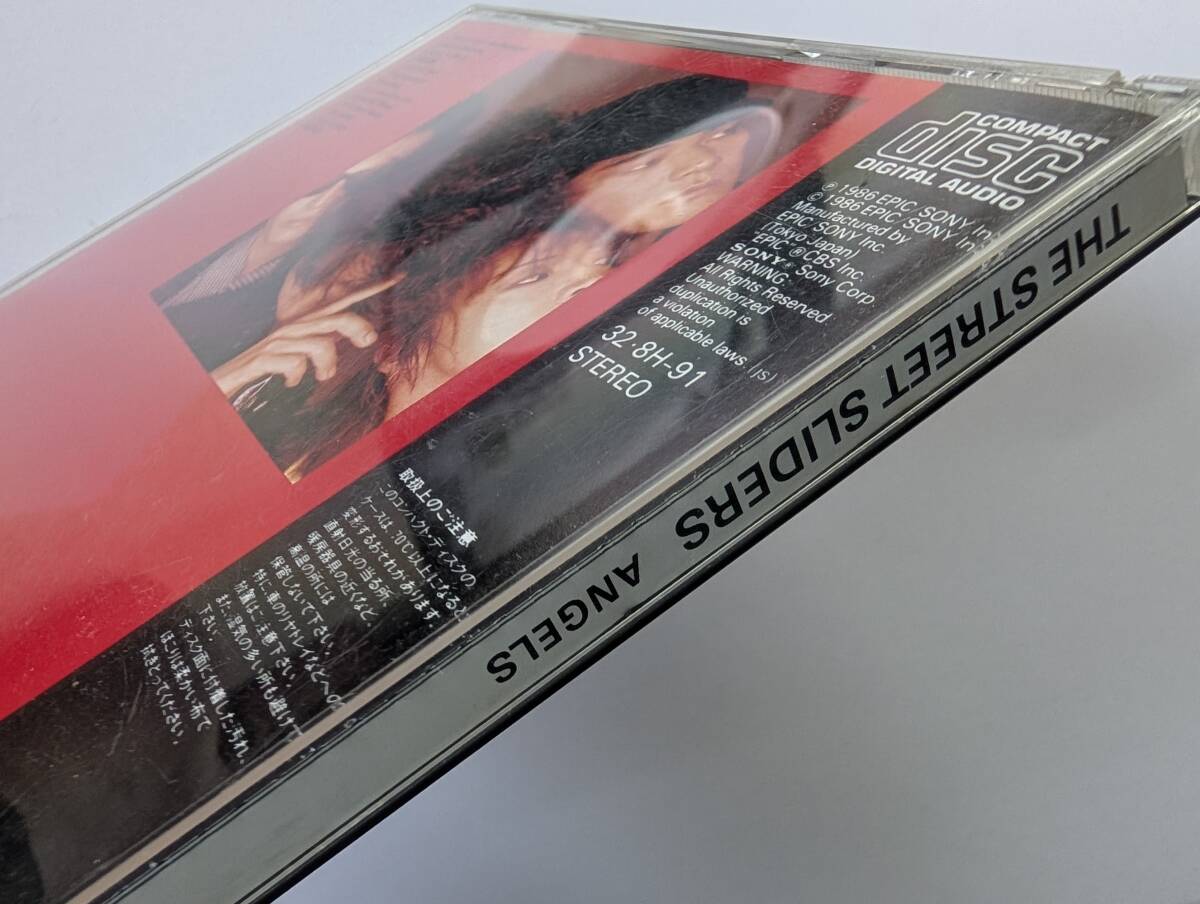 COMPACT
disc
DIGITAL AUDIO
℗ 1986 EPIC/SONY Inc.
© 1986 EPIC/SONY Inc.
Manufactured by
EPIC/SONY Inc.
(Tokyo Japan)
"EPIC" ® CBS Inc.
SONY ® Sony Corp.
WARNING:
All Rights Reserved.
Unauthorized
duplication is
a violation
of applicable laws. (JS)
32・8H-91
STEREO
取扱上のご注意
このコンパクト・ディスクの
ケースは、70℃以上になると
変形するおそれがあります。
直射日光の当る所、
暖房器具の近くなど、
高温の所には
保管しないで下さい。
特に車のリヤトレイなどへの
放置はご注意下さい。
また、湿気の多い所も避けて
下さい。
ディスク面に付着した汚れ、
ほこりは柔かい布で
拭きとってください。
THE STREET SLIDERS ANGELS